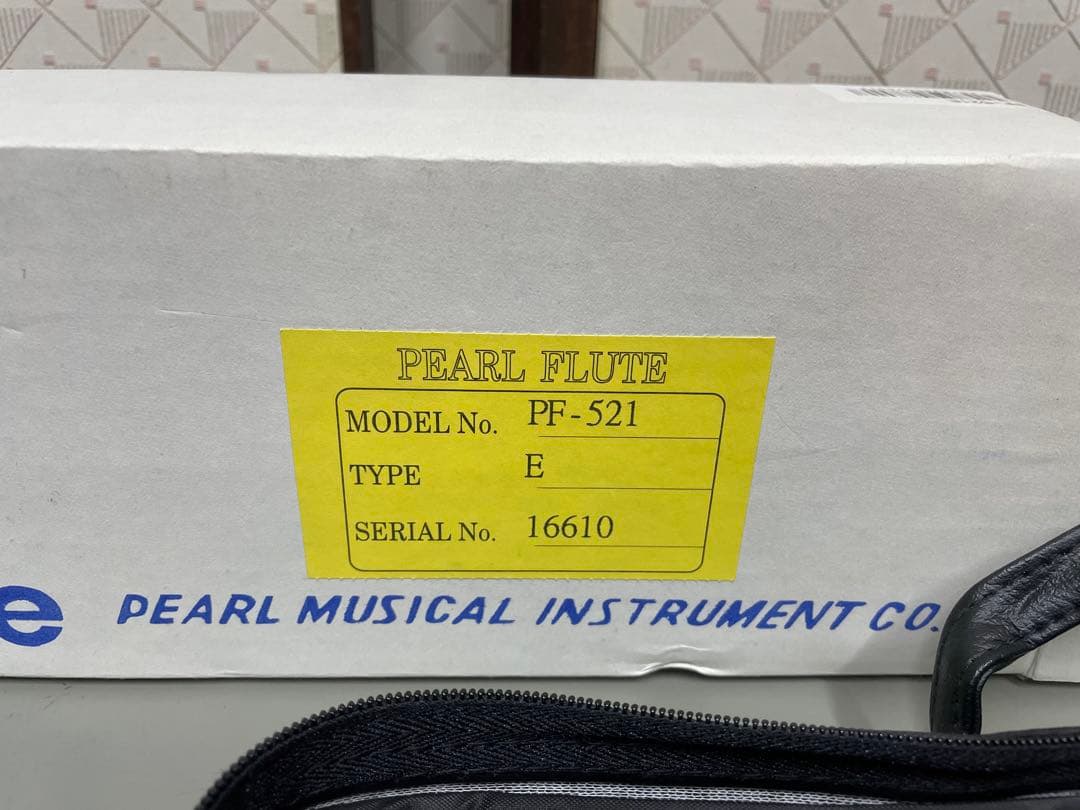 PEARL FLUTE
MODEL No. PF-521
TYPE E
SERIAL No. 16610
e PEARL MUSICAL INSTRUMENT CO.